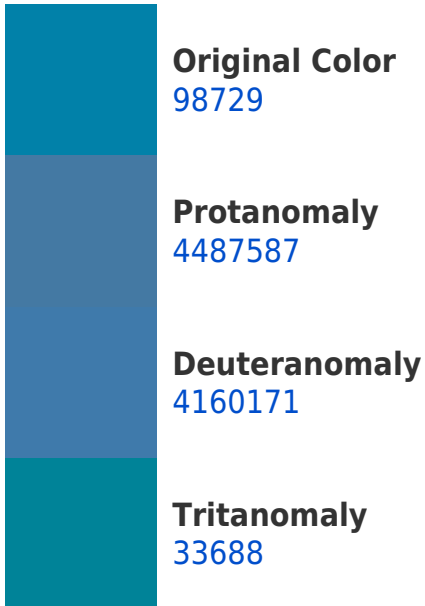 Original Color
98729
Protanomaly
4487587
Deuteranomaly
4160171
Tritanomaly
33688